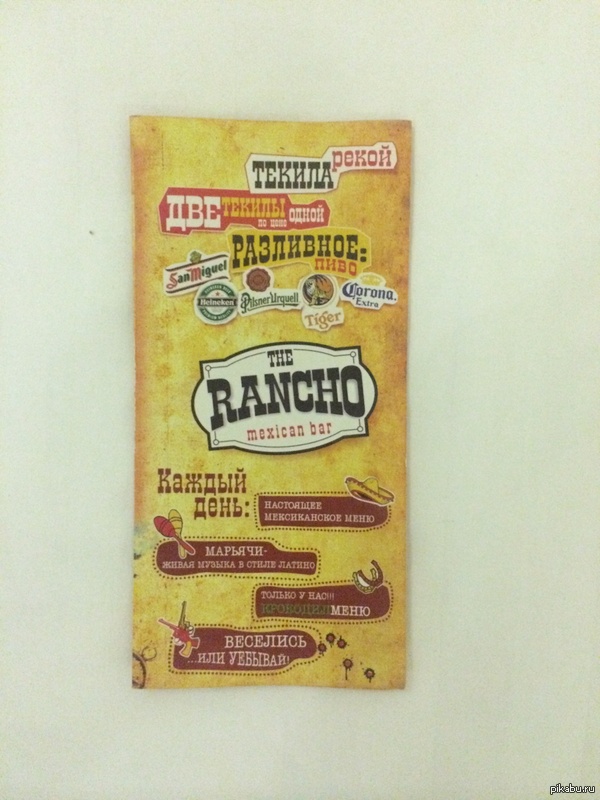 ТЕКИЛА рекой
ДВЕ ТЕКИЛЫ по цене ОДНОЙ
РАЗЛИВНОЕ:
ПИВО
San Miguel
Heineken
Pilsner Urquell
Tiger
Corona
Extra
THE
RANCHO
mexican bar
Каждый
день:
НАСТОЯЩЕЕ
МЕКСИКАНСКОЕ МЕНЮ
МАРЬЯЧИ-
ЖИВАЯ МУЗЫКА В СТИЛЕ ЛАТИНО
ТОЛЬКО У НАС!!!
КРОКОДИЛМЕНЮ
ВЕСЕЛИСЬ
...ИЛИ УЕБЫВАЙ!
pikabu.ru